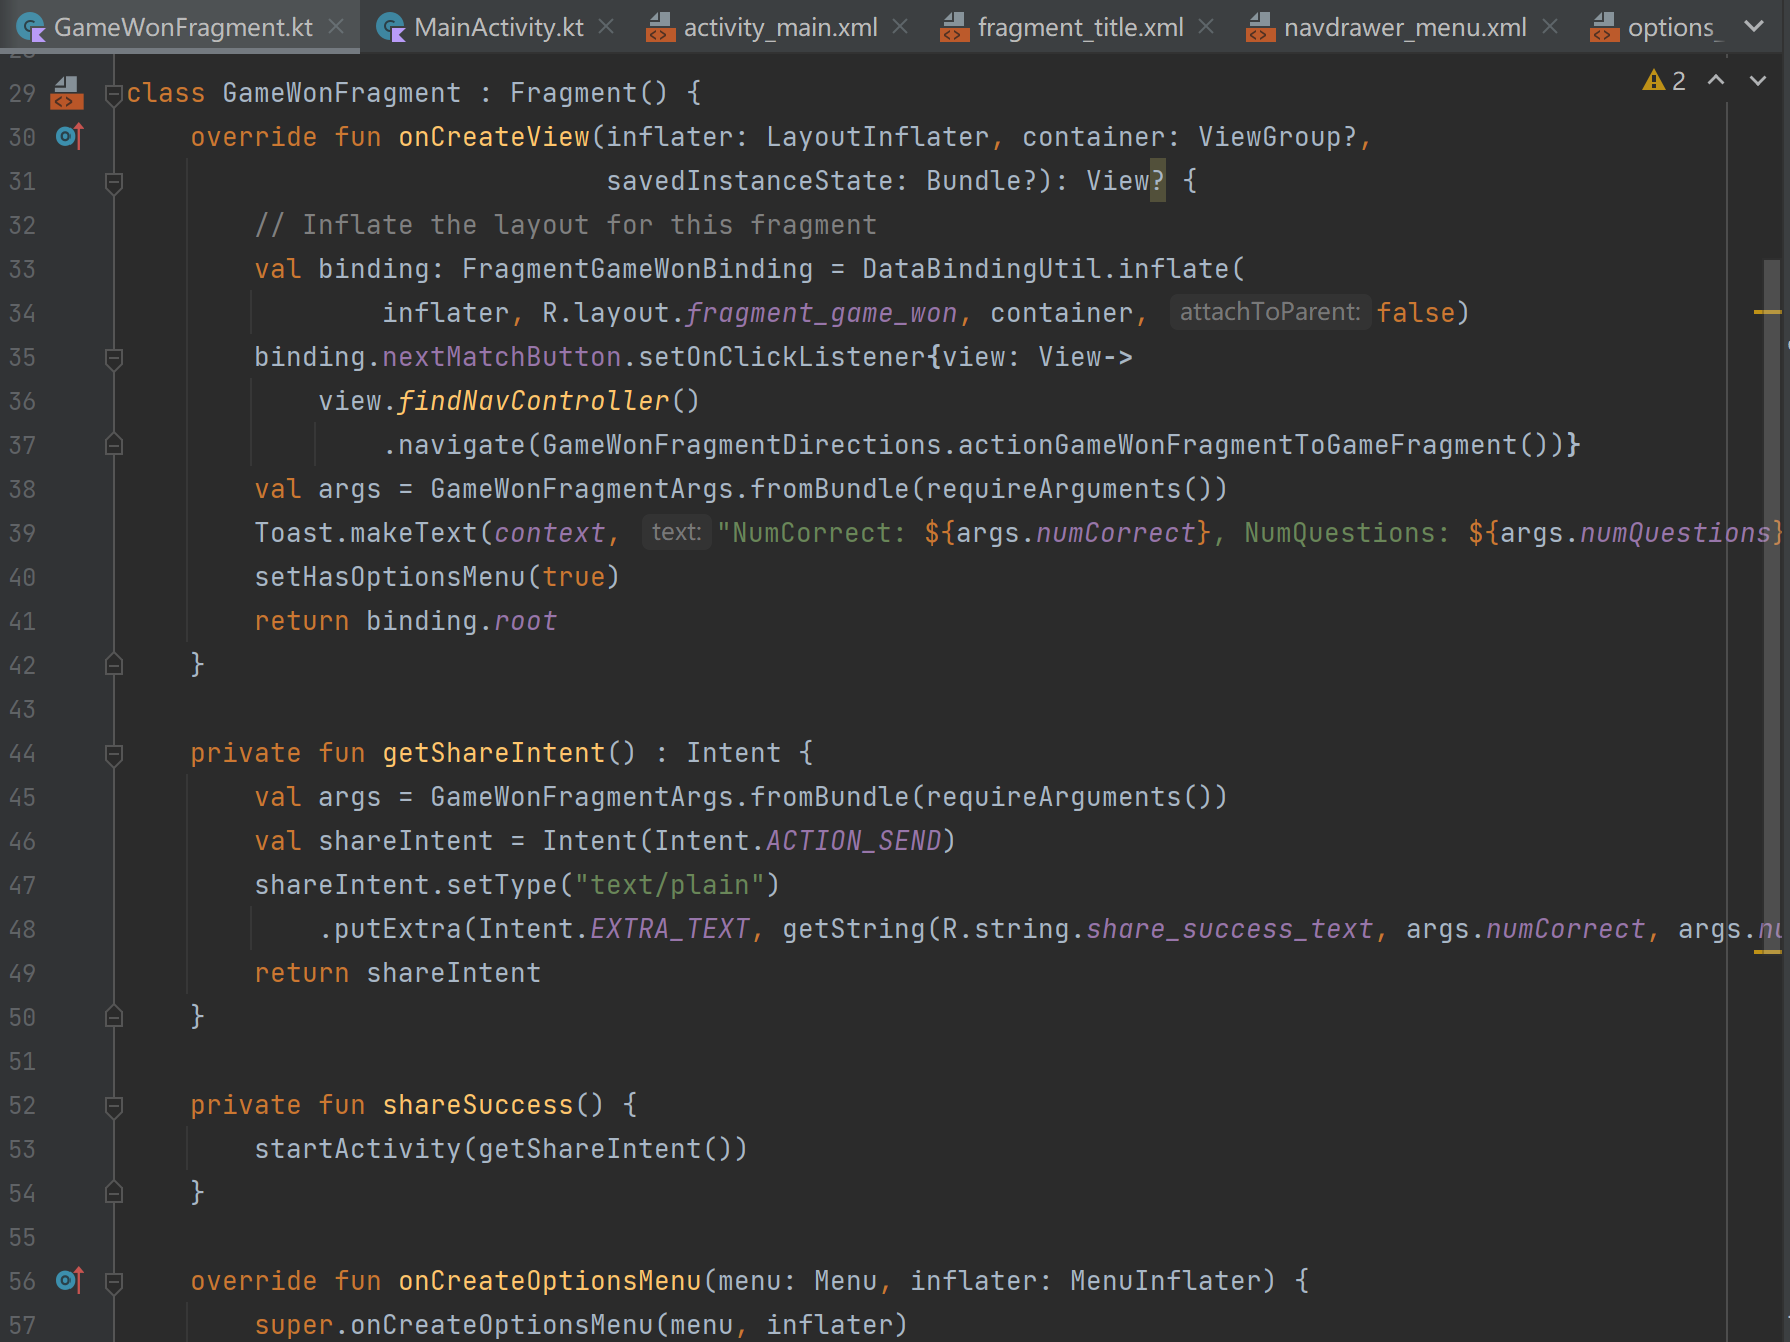 GameWonFragment.kt MainActivity.kt activity_main.xml fragment_title.xml navdrawer_menu.xml options_
29 class GameWonFragment : Fragment() { 2
30     override fun onCreateView(inflater: LayoutInflater, container: ViewGroup?,
31                               savedInstanceState: Bundle?): View? {
32         // Inflate the layout for this fragment
33         val binding: FragmentGameWonBinding = DataBindingUtil.inflate(
34                 inflater, R.layout.fragment_game_won, container, attachToParent: false)
35         binding.nextMatchButton.setOnClickListener{view: View->
36             view.findNavController()
37                 .navigate(GameWonFragmentDirections.actionGameWonFragmentToGameFragment())}
38         val args = GameWonFragmentArgs.fromBundle(requireArguments())
39         Toast.makeText(context, text: "NumCorrect: ${args.numCorrect}, NumQuestions: ${args.numQuestions}
40         setHasOptionsMenu(true)
41         return binding.root
42     }
43
44     private fun getShareIntent() : Intent {
45         val args = GameWonFragmentArgs.fromBundle(requireArguments())
46         val shareIntent = Intent(Intent.ACTION_SEND)
47         shareIntent.setType("text/plain")
48             .putExtra(Intent.EXTRA_TEXT, getString(R.string.share_success_text, args.numCorrect, args.nu
49         return shareIntent
50     }
51
52     private fun shareSuccess() {
53         startActivity(getShareIntent())
54     }
55
56     override fun onCreateOptionsMenu(menu: Menu, inflater: MenuInflater) {
57         super.onCreateOptionsMenu(menu, inflater)